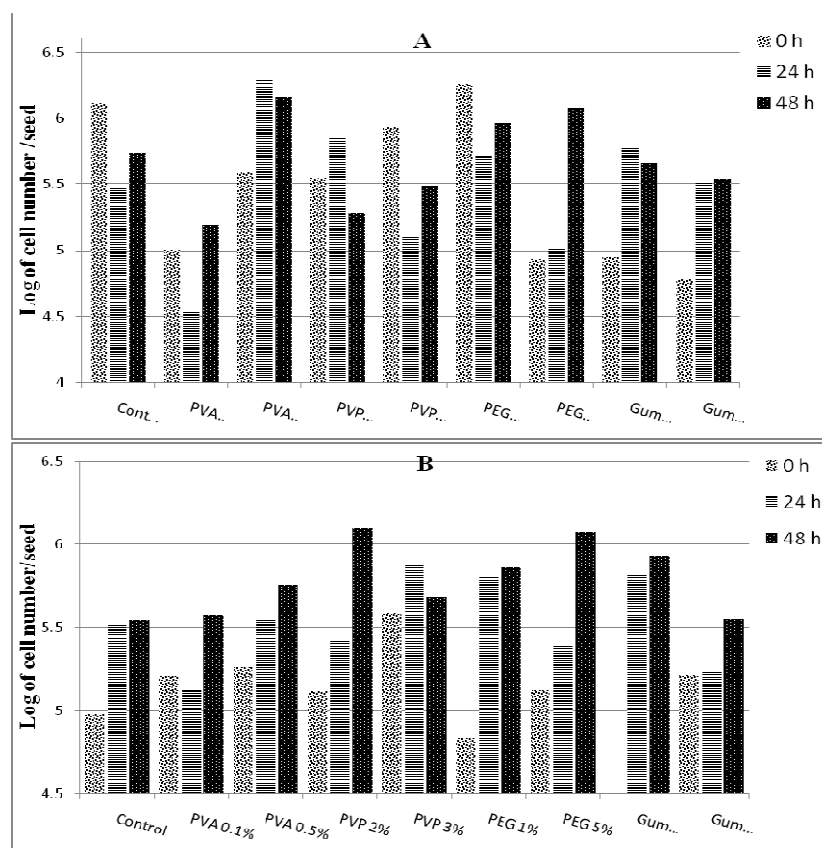 A
0 h
24 h
48 h
Log of cell number /seed
6.5
6
5.5
5
4.5
4
Cont..
PVA..
PVA..
PVP...
PVP...
PEG...
PEG...
Gum...
Gum...
B
0 h
24 h
48 h
Log of cell number/seed
6.5
6
5.5
5
4.5
Control
PVA 0.1%
PVA 0.5%
PVP 2%
PVP 3%
PEG 1%
PEG 5%
Gum...
Gum...